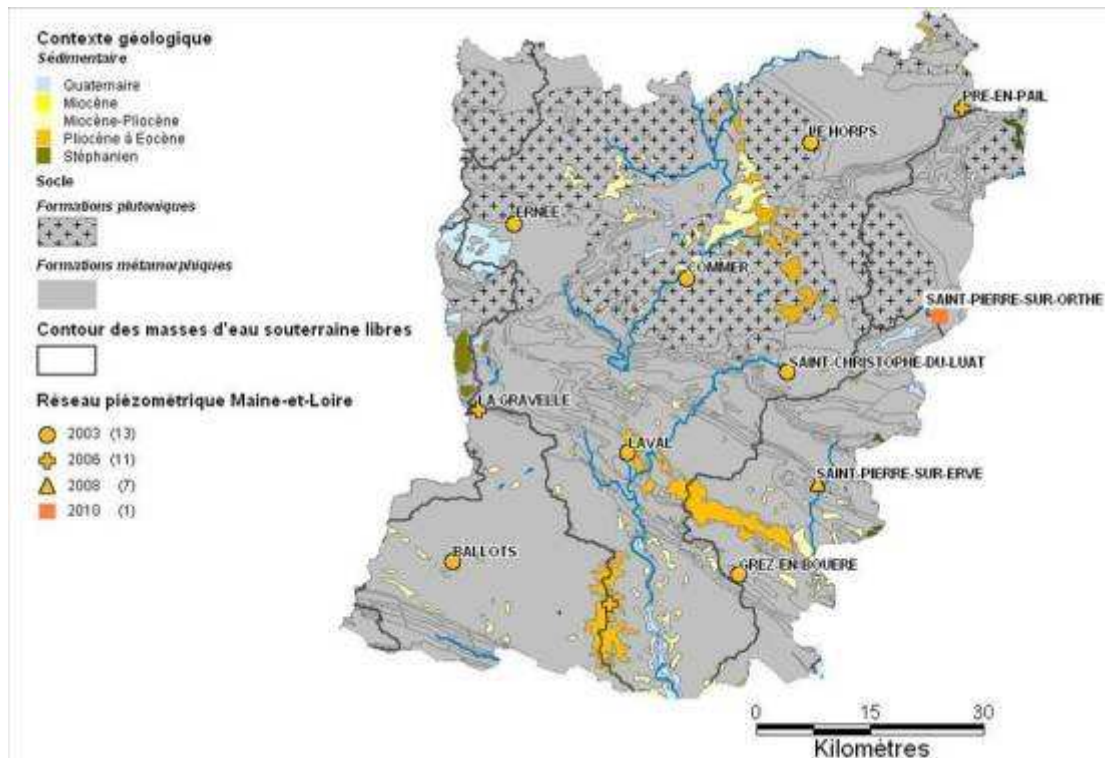 Contexte géologique
Sédimentaire
Quaternaire
Miocène
Miocène-Pliocène
Pliocène à Eocène
Stéphanien
Socle
Formations plutoniques
Formations métamorphiques
Contour des masses d'eau souterraine libres
Réseau piézométrique Maine-et-Loire
2003 (13)
2006 (11)
2008 (7)
2010 (1)
PRE-EN-PAIL
LE HORPS
ERNEE
COMMER
SAINT-PIERRE-SUR-ORTHE
SAINT-CHRISTOPHE-DU-LUAT
LA GRAVELLE
LAVAL
SAINT-PIERRE-SUR-ERVE
BALLOTS
GREZ-EN-BOUERE
0 15 30
Kilomètres